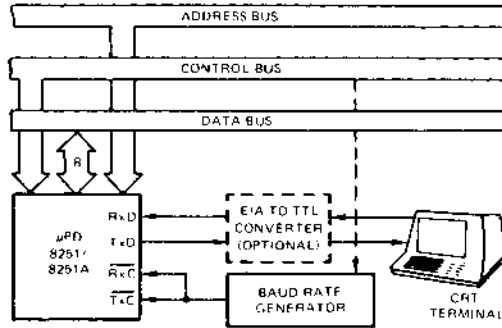 ADDRESS BUS
CONTROL BUS
DATA BUS
8
µPD
8251/
8251A
RxD
TxD
RxC
TxC
EIA TO TTL
CONVERTER
(OPTIONAL)
BAUD RATE
GENERATOR
CRT
TERMINAL